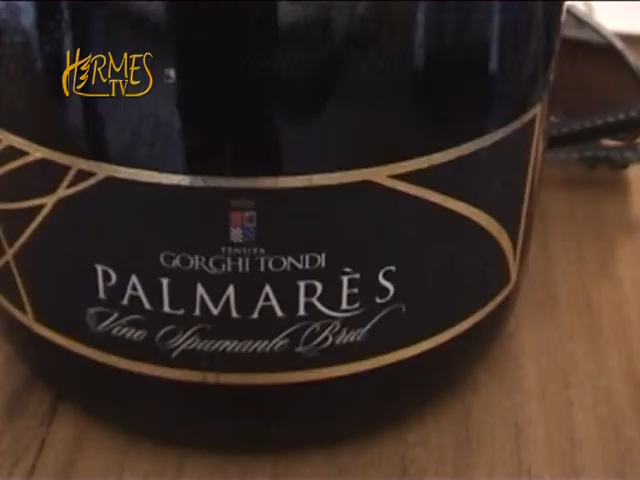 HERMES
TV
TENUTA
GORGHI TONDI
PALMARÈS
Vino Spumante Brut